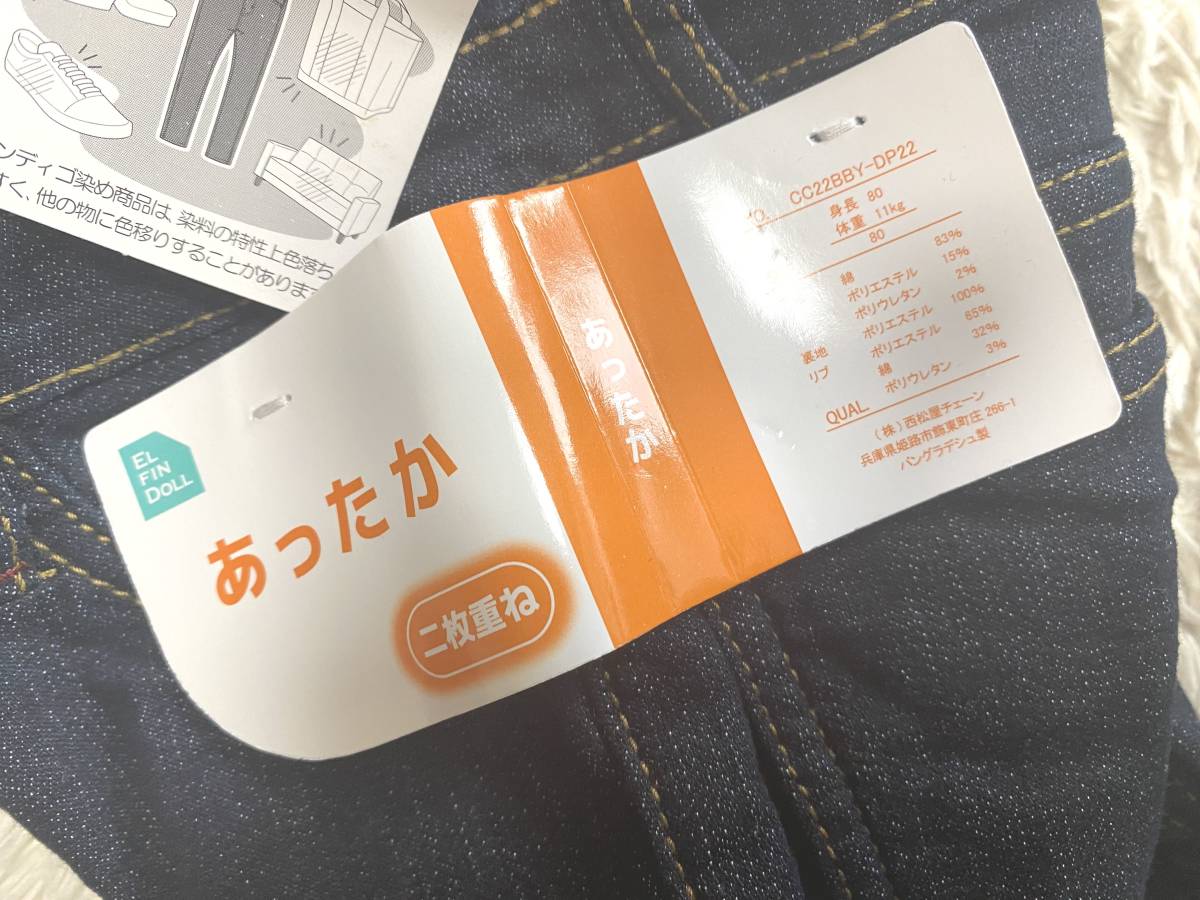 ンディゴ染め商品は、染料の特性上色落ち
すく、他の物に色移りすることがあります
EL
FIN
DOLL
あったか
二枚重ね
あったか
CC22BBY-DP22
身長 80
体重 11kg
80
綿 83%
ポリエステル 15%
ポリウレタン 2%
裏地 ポリエステル 100%
リブ ポリエステル 65%
綿 32%
ポリウレタン 3%
QUAL.
(株)西松屋チェーン
兵庫県姫路市飾東町庄 266-1
バングラデシュ製